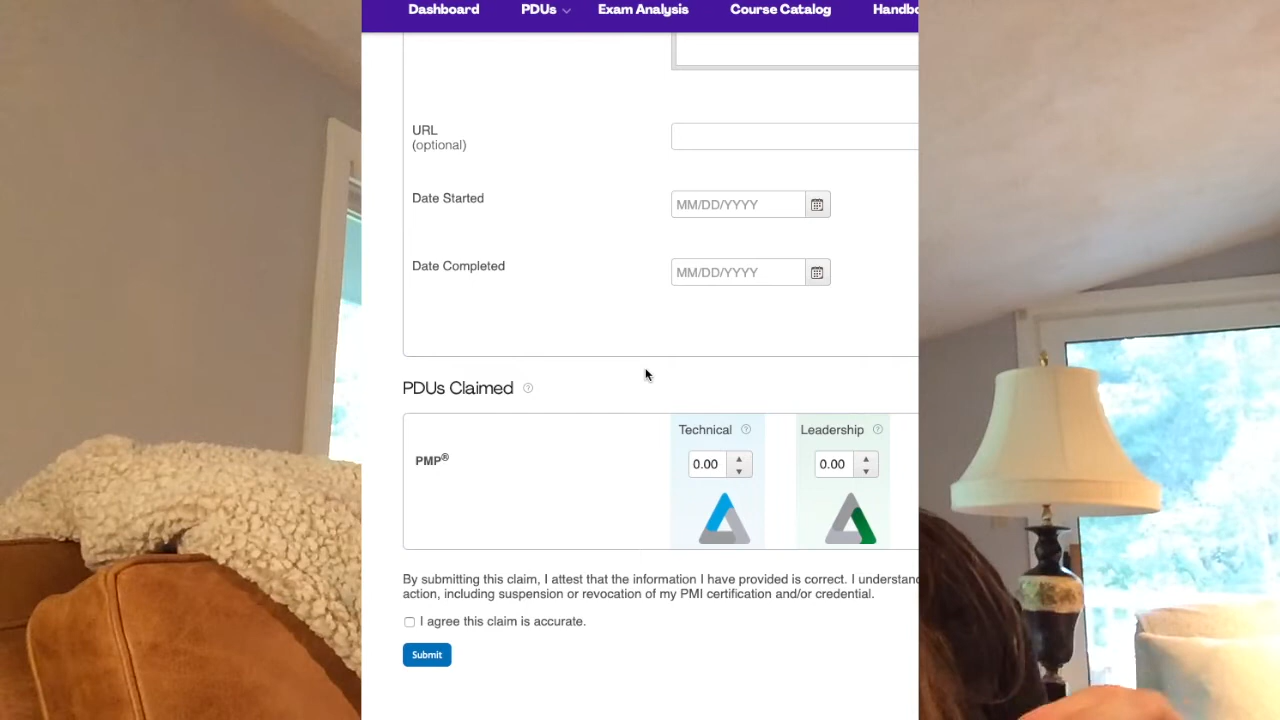 Dashboard PDUs Exam Analysis Course Catalog Handbo
URL
(optional)
Date Started MM/DD/YYYY
Date Completed MM/DD/YYYY
PDUs Claimed ?
Technical ? Leadership ?
PMP® 0.00 0.00
By submitting this claim, I attest that the information I have provided is correct. I understand
action, including suspension or revocation of my PMI certification and/or credential.
I agree this claim is accurate.
Submit